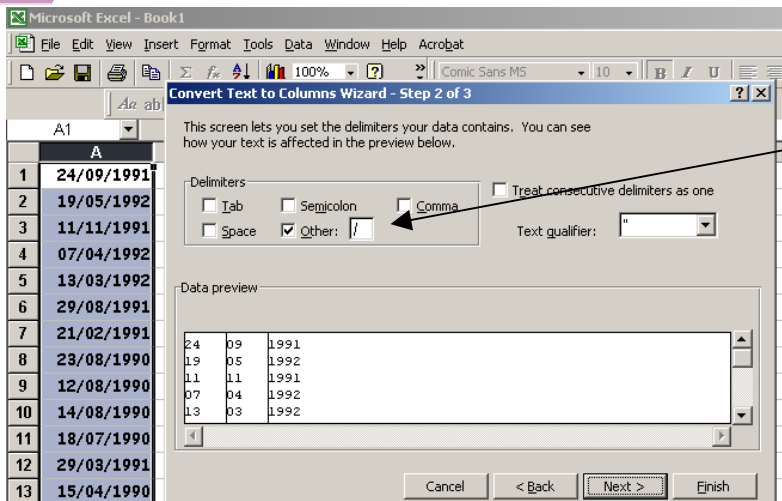 Microsoft Excel - Book1
File Edit View Insert Format Tools Data Window Help Acrobat
100% Comic Sans MS 10 B I U
Convert Text to Columns Wizard - Step 2 of 3
A1
This screen lets you set the delimiters your data contains. You can see
how your text is affected in the preview below.
A
1 24/09/1991
2 19/05/1992
3 11/11/1991
4 07/04/1992
5 13/03/1992
6 29/08/1991
7 21/02/1991
8 23/08/1990
9 12/08/1990
10 14/08/1990
11 18/07/1990
12 29/03/1991
13 15/04/1990
Delimiters
Tab Semicolon Comma
Space Other: /
Treat consecutive delimiters as one
Text qualifier: "
Data preview
24 09 1991
19 05 1992
11 11 1991
07 04 1992
13 03 1992
Cancel < Back Next > Finish